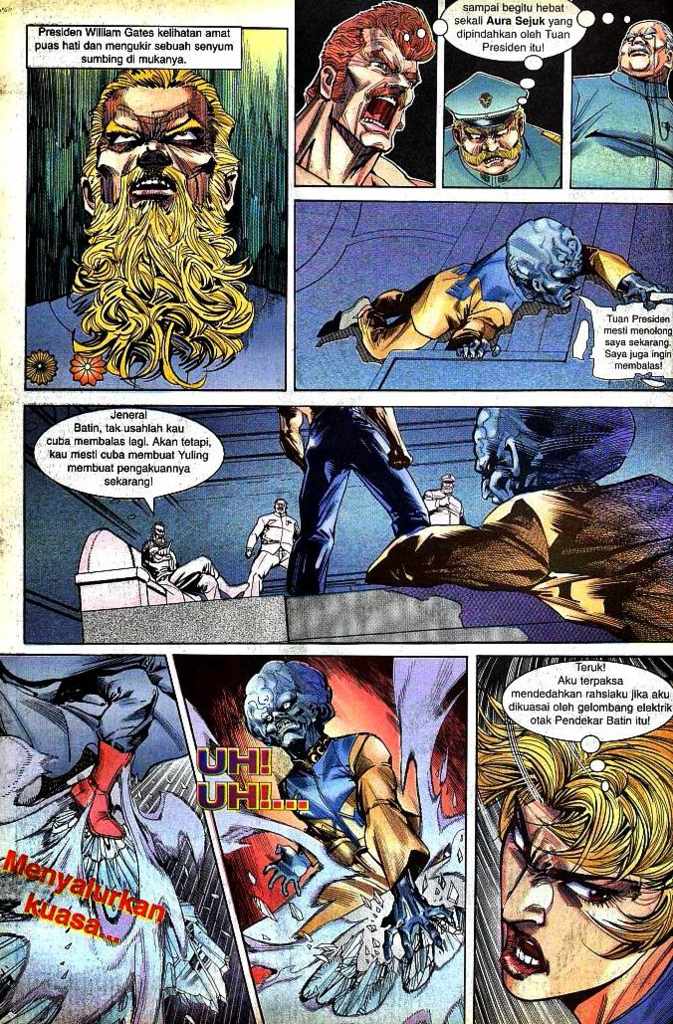 Presiden William Gates kelihatan amat
puas hati dan mengukir sebuah senyum
sumbing di mukanya.
sampai begitu hebat
sekali Aura Sejuk yang
dipindahkan oleh Tuan
Presiden itu!
Tuan Presiden
mesti menolong
saya sekarang.
Saya juga ingin
membalas!
Jeneral
Batin, tak usahlah kau
cuba membalas lagi. Akan tetapi,
kau mesti cuba membuat Yuling
membuat pengakuannya
sekarang!
Menyalurkan
kuasa...
UH!
UH!...
Teruk!
Aku terpaksa
mendedahkan rahsiaku jika aku
dikuasai oleh gelombang elektrik
otak Pendekar Batin itu!